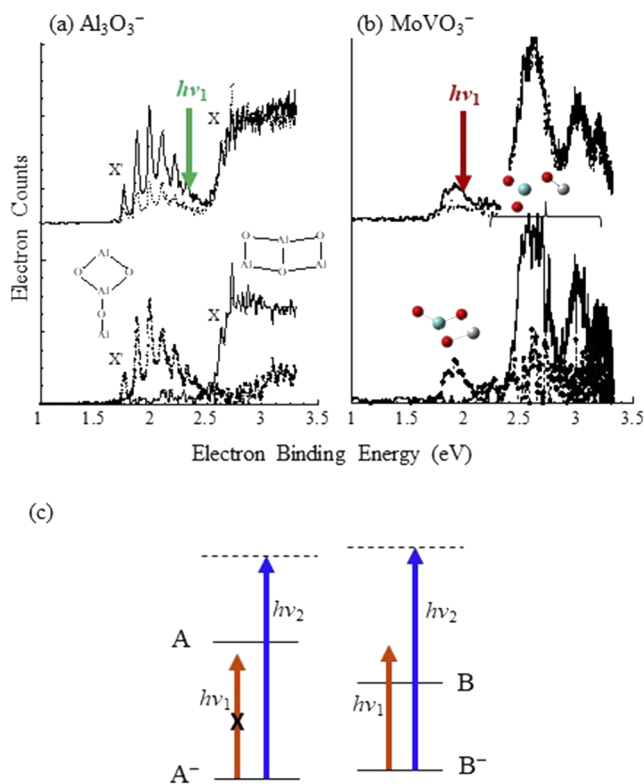 (a) Al₃O₃⁻
(b) MoVO₃⁻
hν₁
hν₁
X
X'
Electron Counts
Al
O
O
Al
O
Al
O
Al
O
Al
O
Al
X
X'
1
1.5
2
2.5
3
3.5
1
1.5
2
2.5
3
3.5
Electron Binding Energy (eV)
(c)
hν₂
hν₂
A
hν₁
hν₁
B
X
A⁻
B⁻